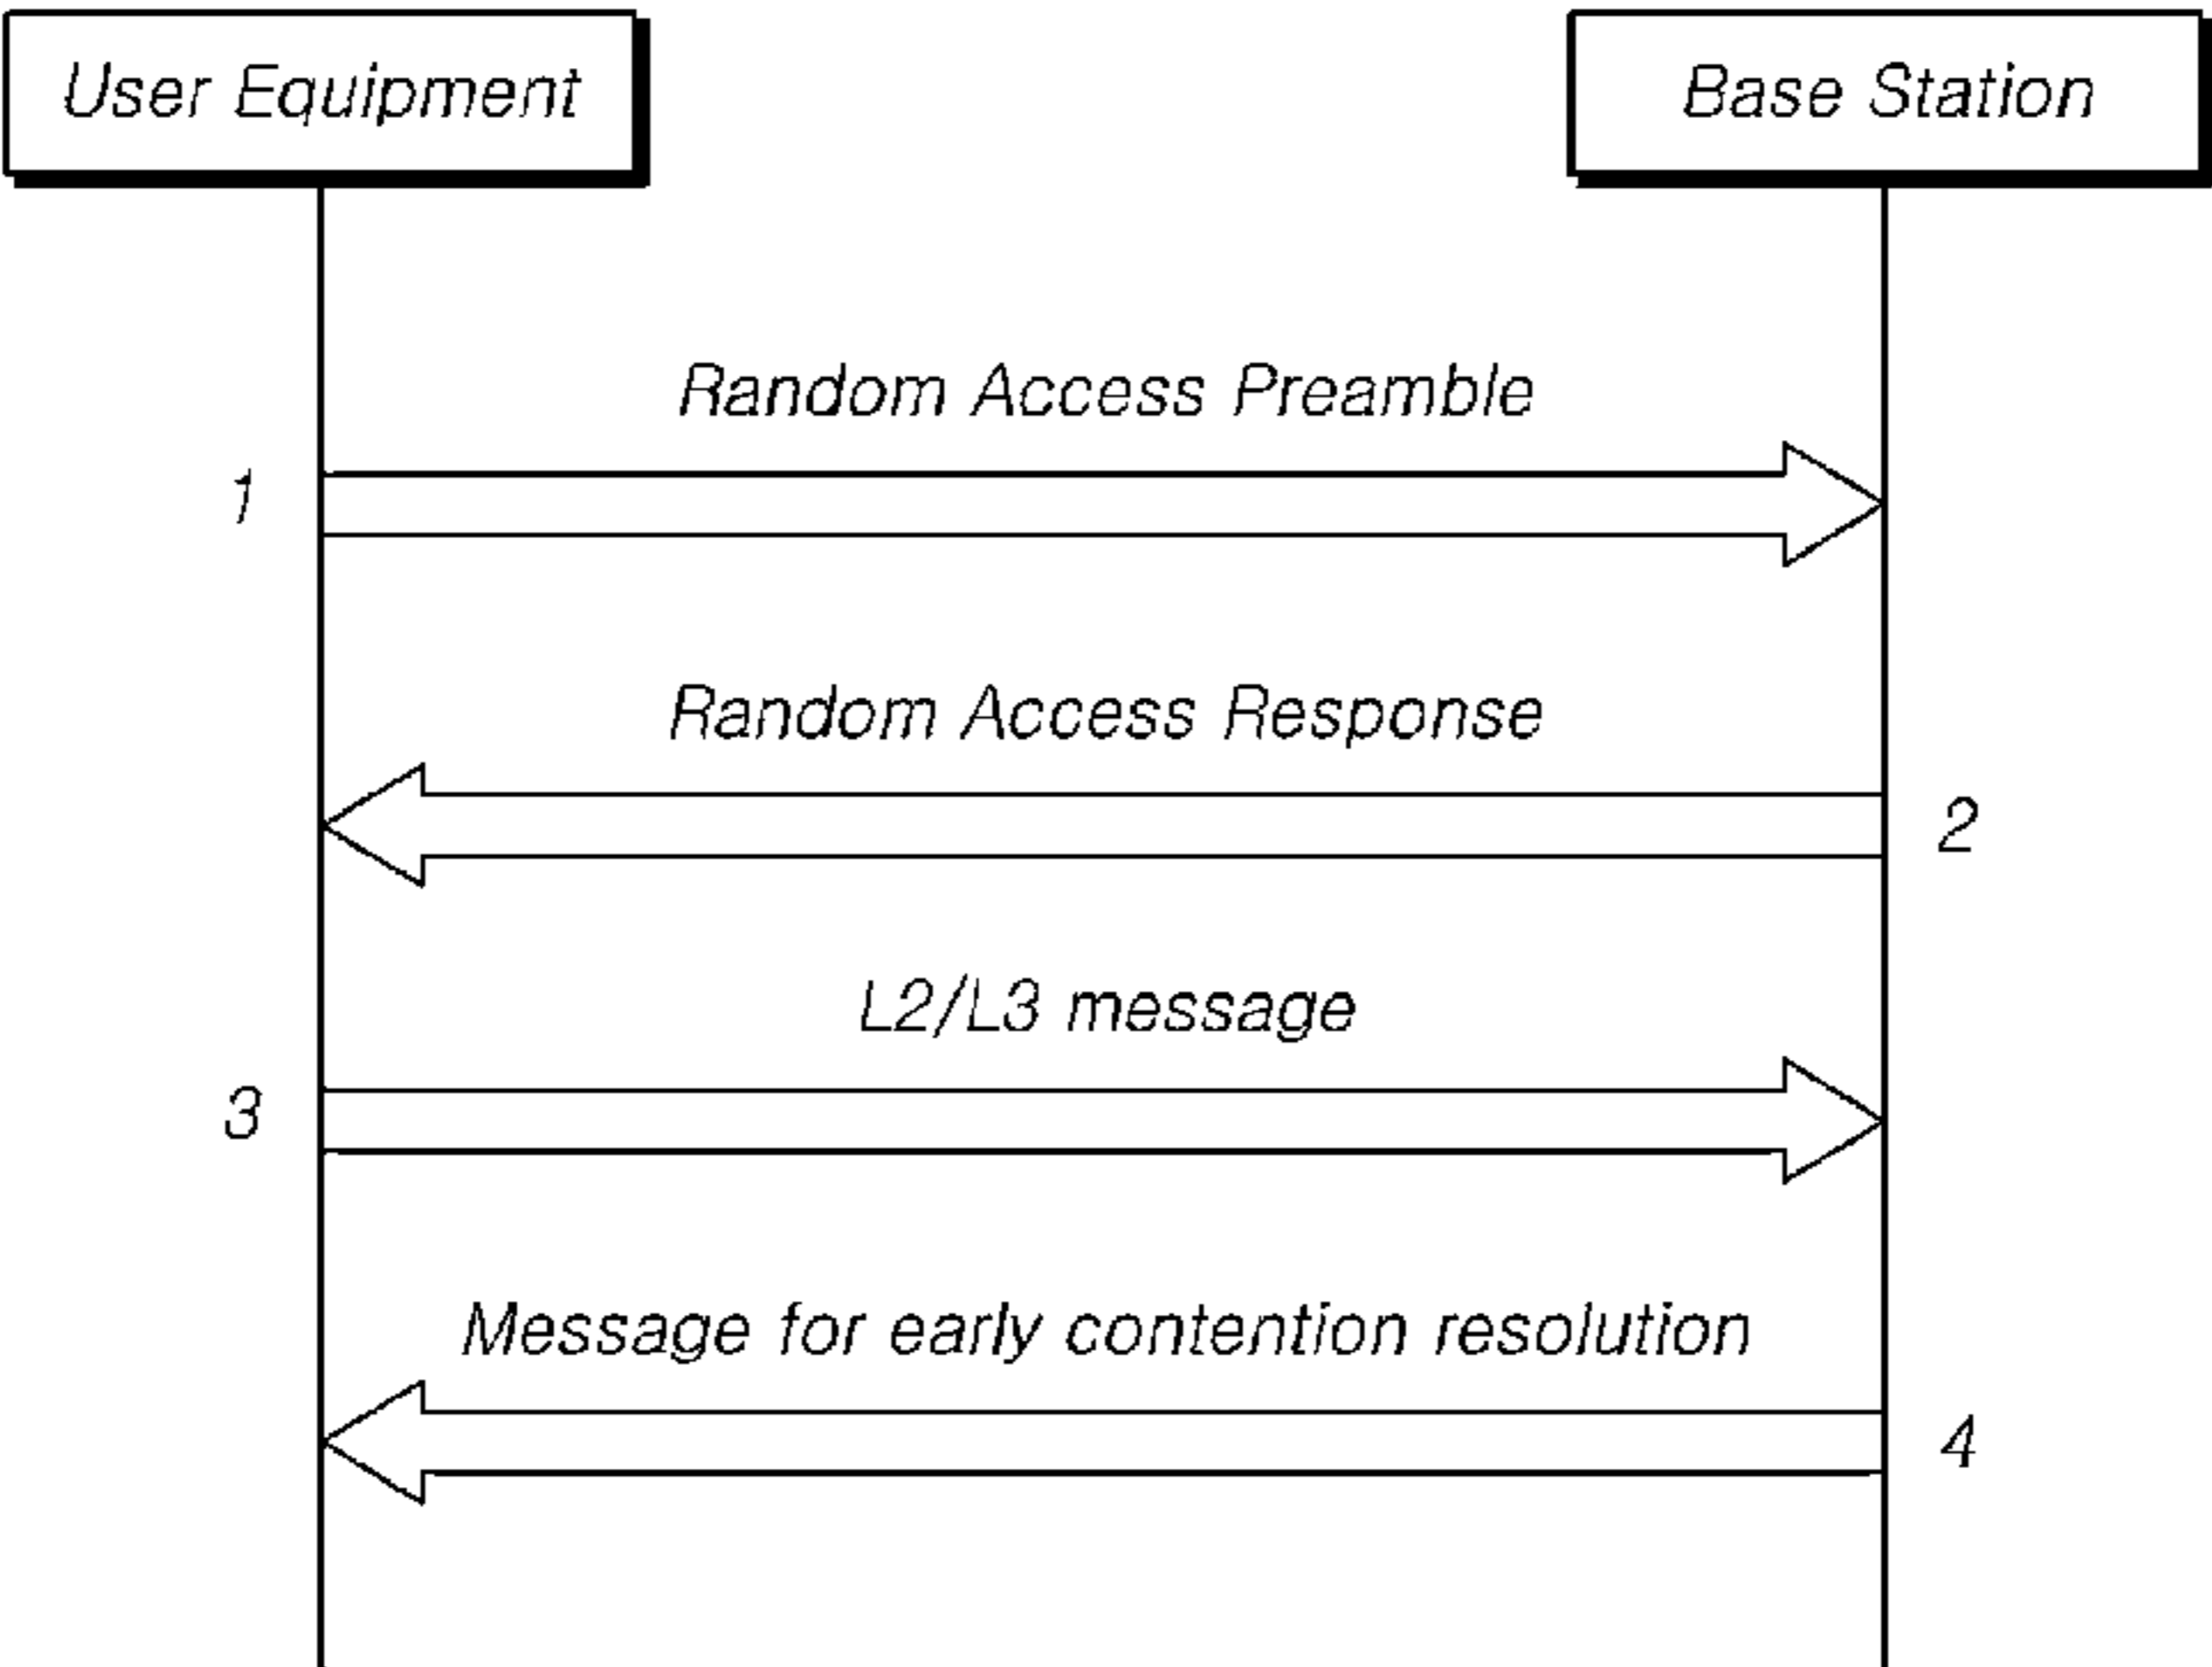 User Equipment
Base Station
Random Access Preamble
1
Random Access Response
2
L2/L3 message
3
Message for early contention resolution
4